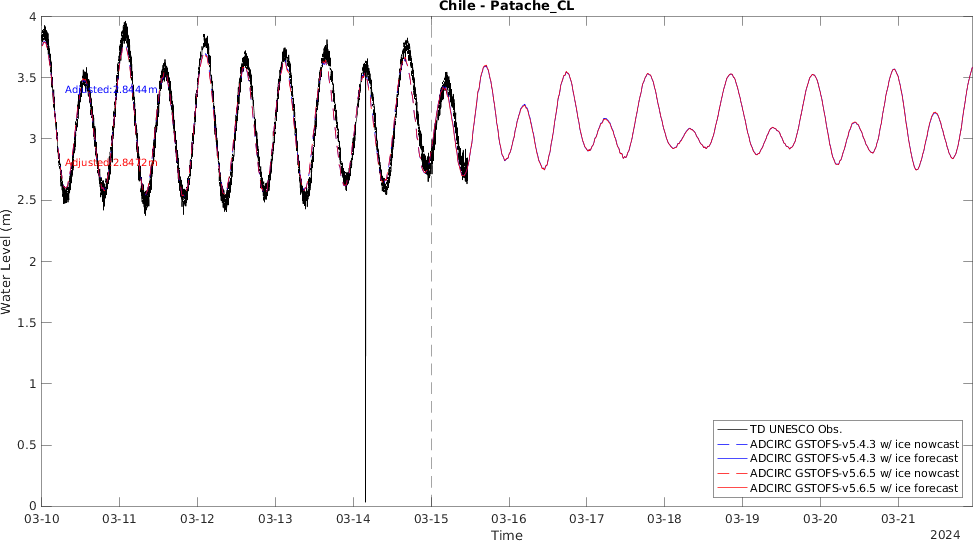 Chile - Patache_CL
4
3.5
3
2.5
2
1.5
1
0.5
0
Water Level (m)
Adjusted:2.8444m
Adjusted:2.8472m
TD UNESCO Obs.
ADCIRC GSTOFS-v5.4.3 w/ ice nowcast
ADCIRC GSTOFS-v5.4.3 w/ ice forecast
ADCIRC GSTOFS-v5.6.5 w/ ice nowcast
ADCIRC GSTOFS-v5.6.5 w/ ice forecast
03-10 03-11 03-12 03-13 03-14 03-15 03-16 03-17 03-18 03-19 03-20 03-21
Time
2024